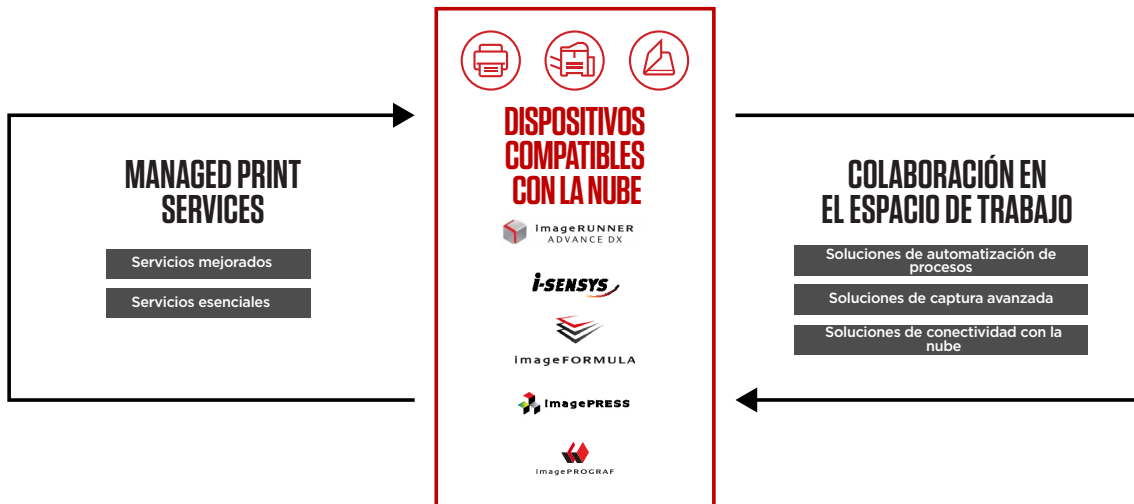 MANAGED PRINT
SERVICES
Servicios mejorados
Servicios esenciales
DISPOSITIVOS
COMPATIBLES
CON LA NUBE
imageRUNNER
ADVANCE DX
i-SENSYS
imageFORMULA
imagePRESS
imagePROGRAF
COLABORACIÓN EN
EL ESPACIO DE TRABAJO
Soluciones de automatización de
procesos
Soluciones de captura avanzada
Soluciones de conectividad con la
nube